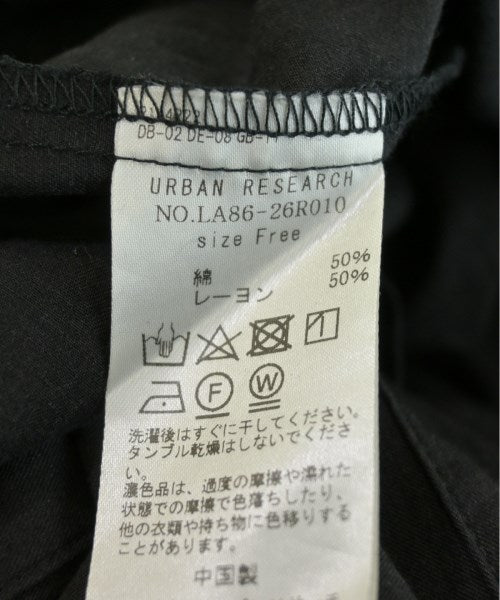 DB-02 DE-08 GB-11
URBAN RESEARCH
NO.LA86-26R010
size Free
綿 50%
レーヨン 50%
F W
洗濯後はすぐに干してください。
タンブル乾燥はしないでくださ
い。
濃色品は、過度の摩擦や濡れた
状態での摩擦で色落ちしたり、
他の衣類や持ち物に色移りする
ことがあります。
中国製